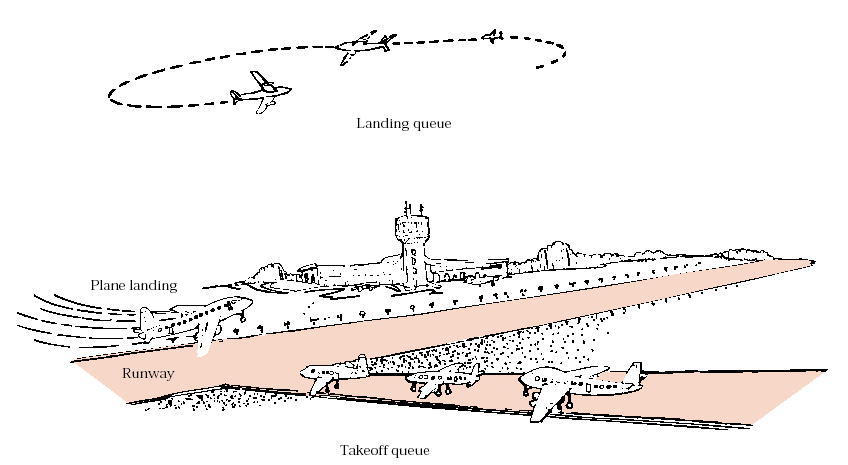 Landing queue
Plane landing
Runway
Takeoff queue